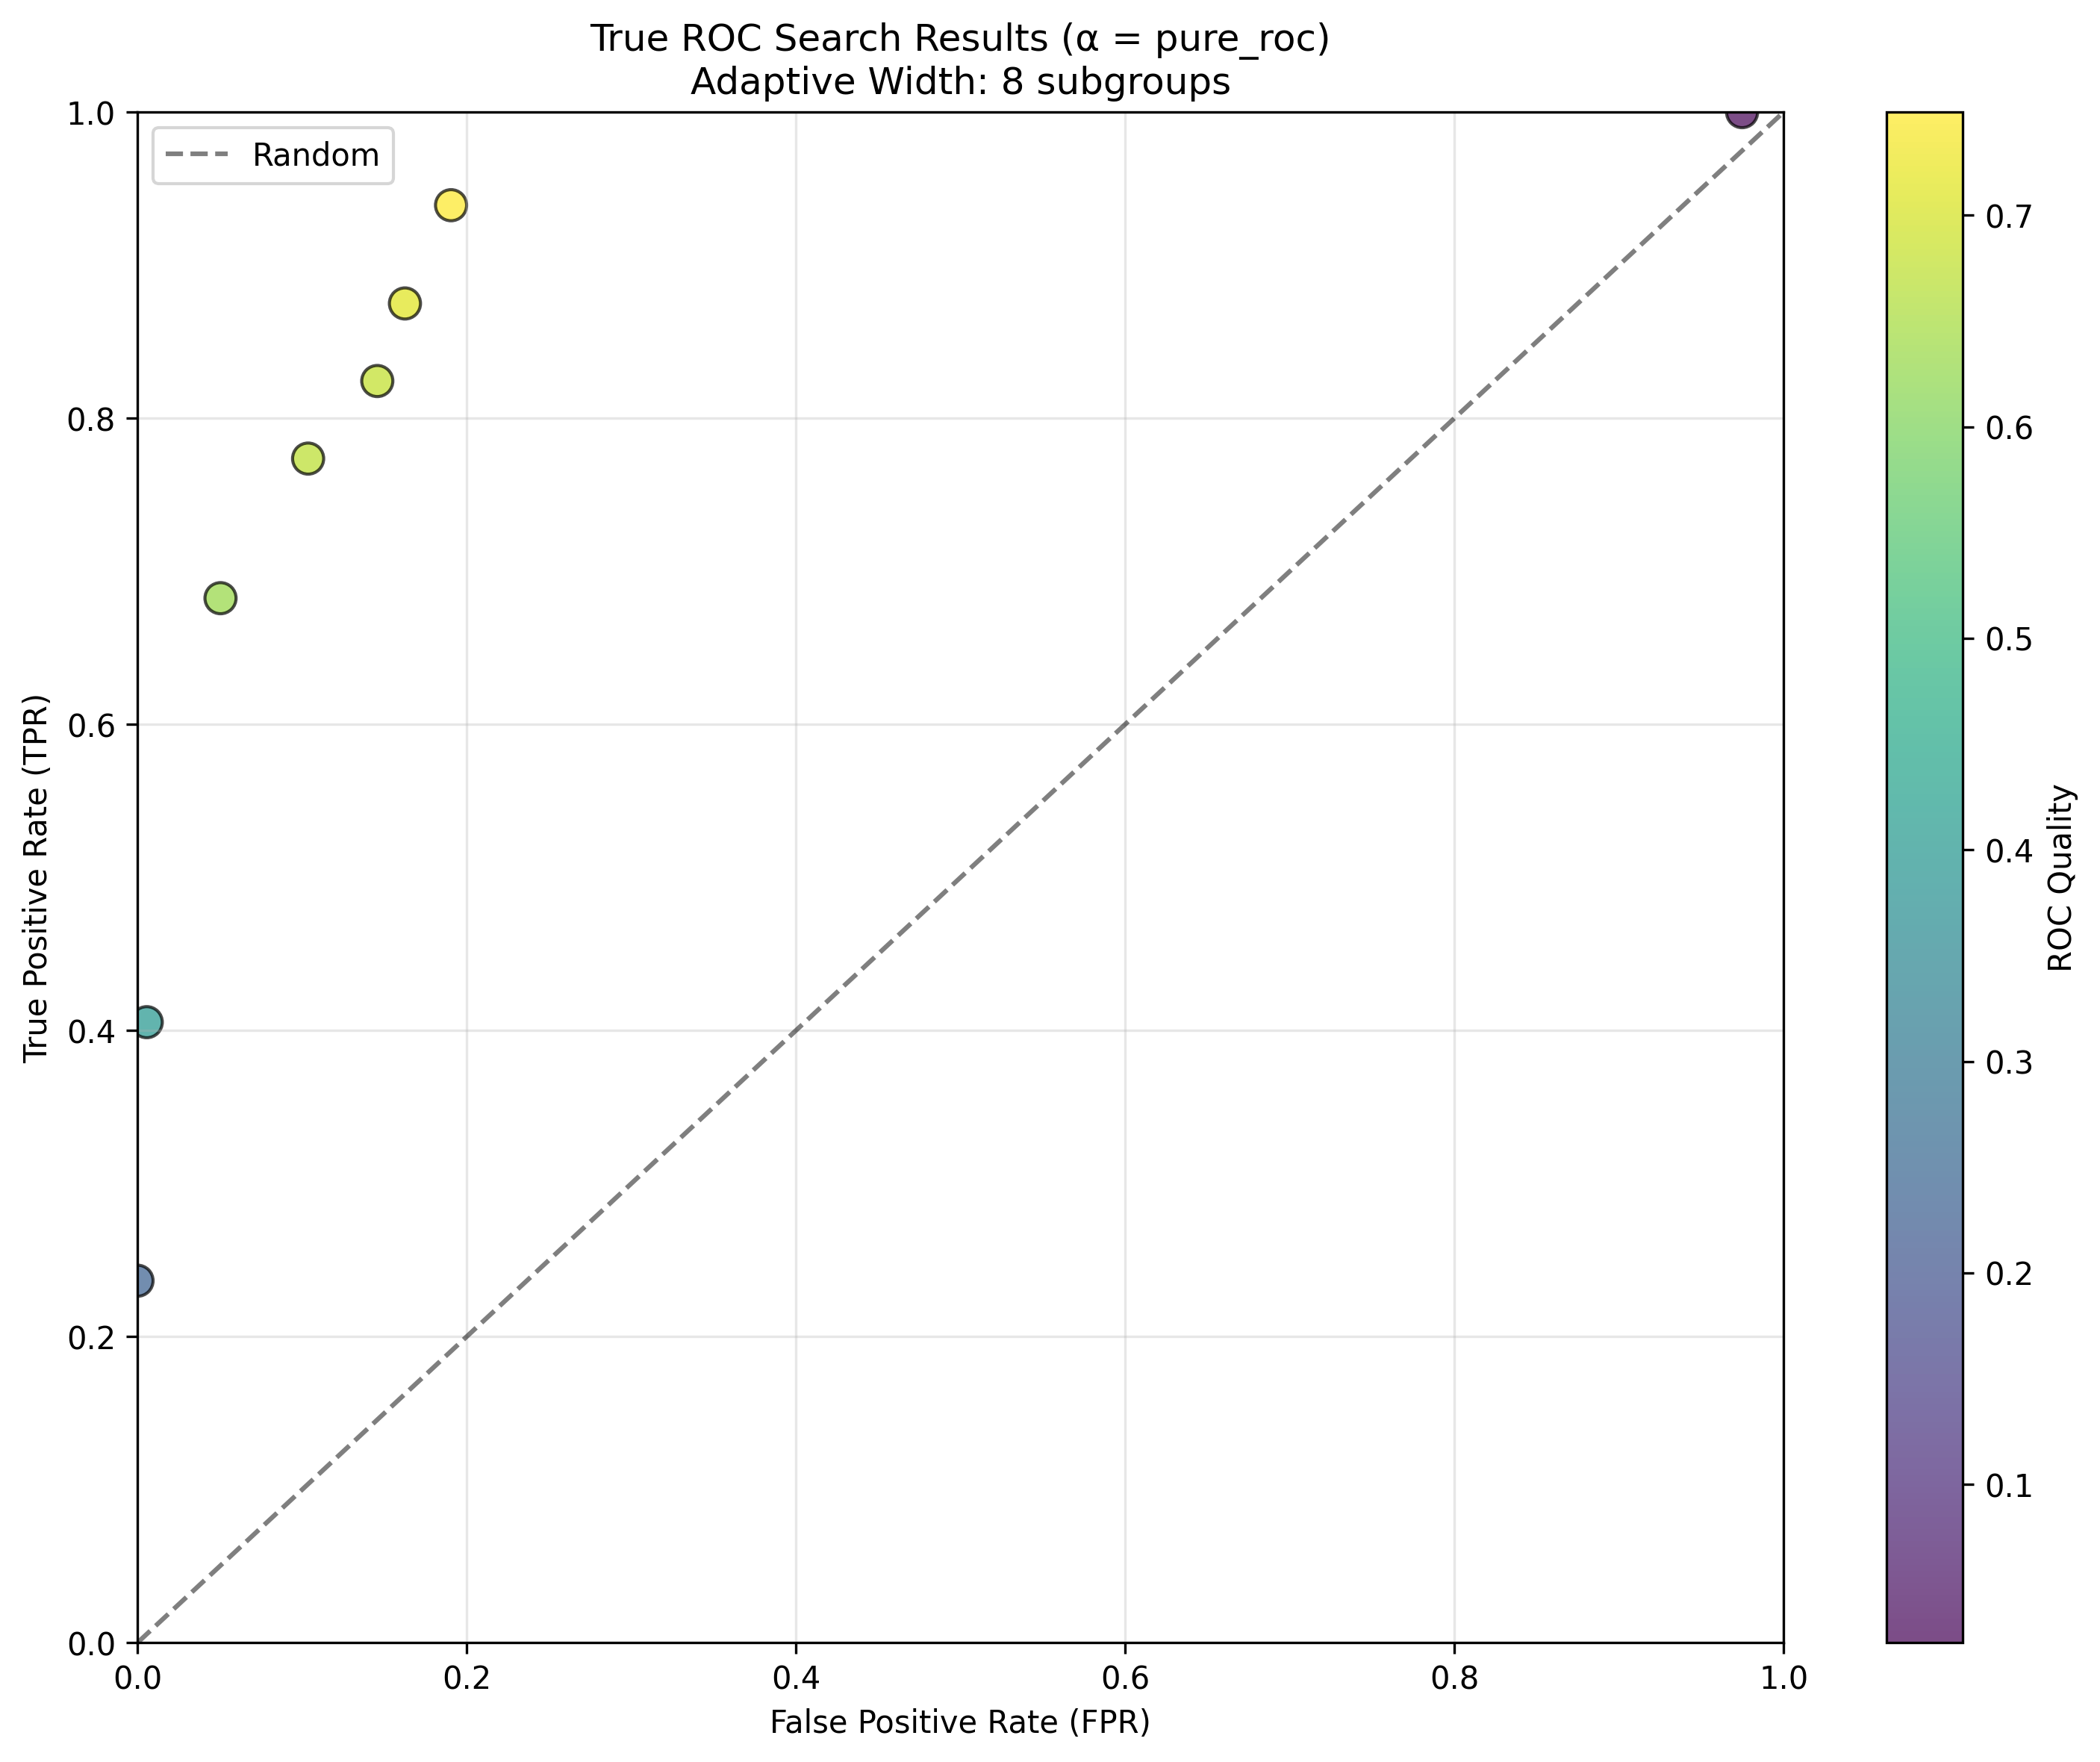 True ROC Search Results (α = pure_roc)
Adaptive Width: 8 subgroups
Random
True Positive Rate (TPR)
1.0
0.8
0.6
0.4
0.2
0.0
0.0 0.2 0.4 0.6 0.8 1.0
False Positive Rate (FPR)
0.7
0.6
0.5
0.4
0.3
0.2
0.1
ROC Quality